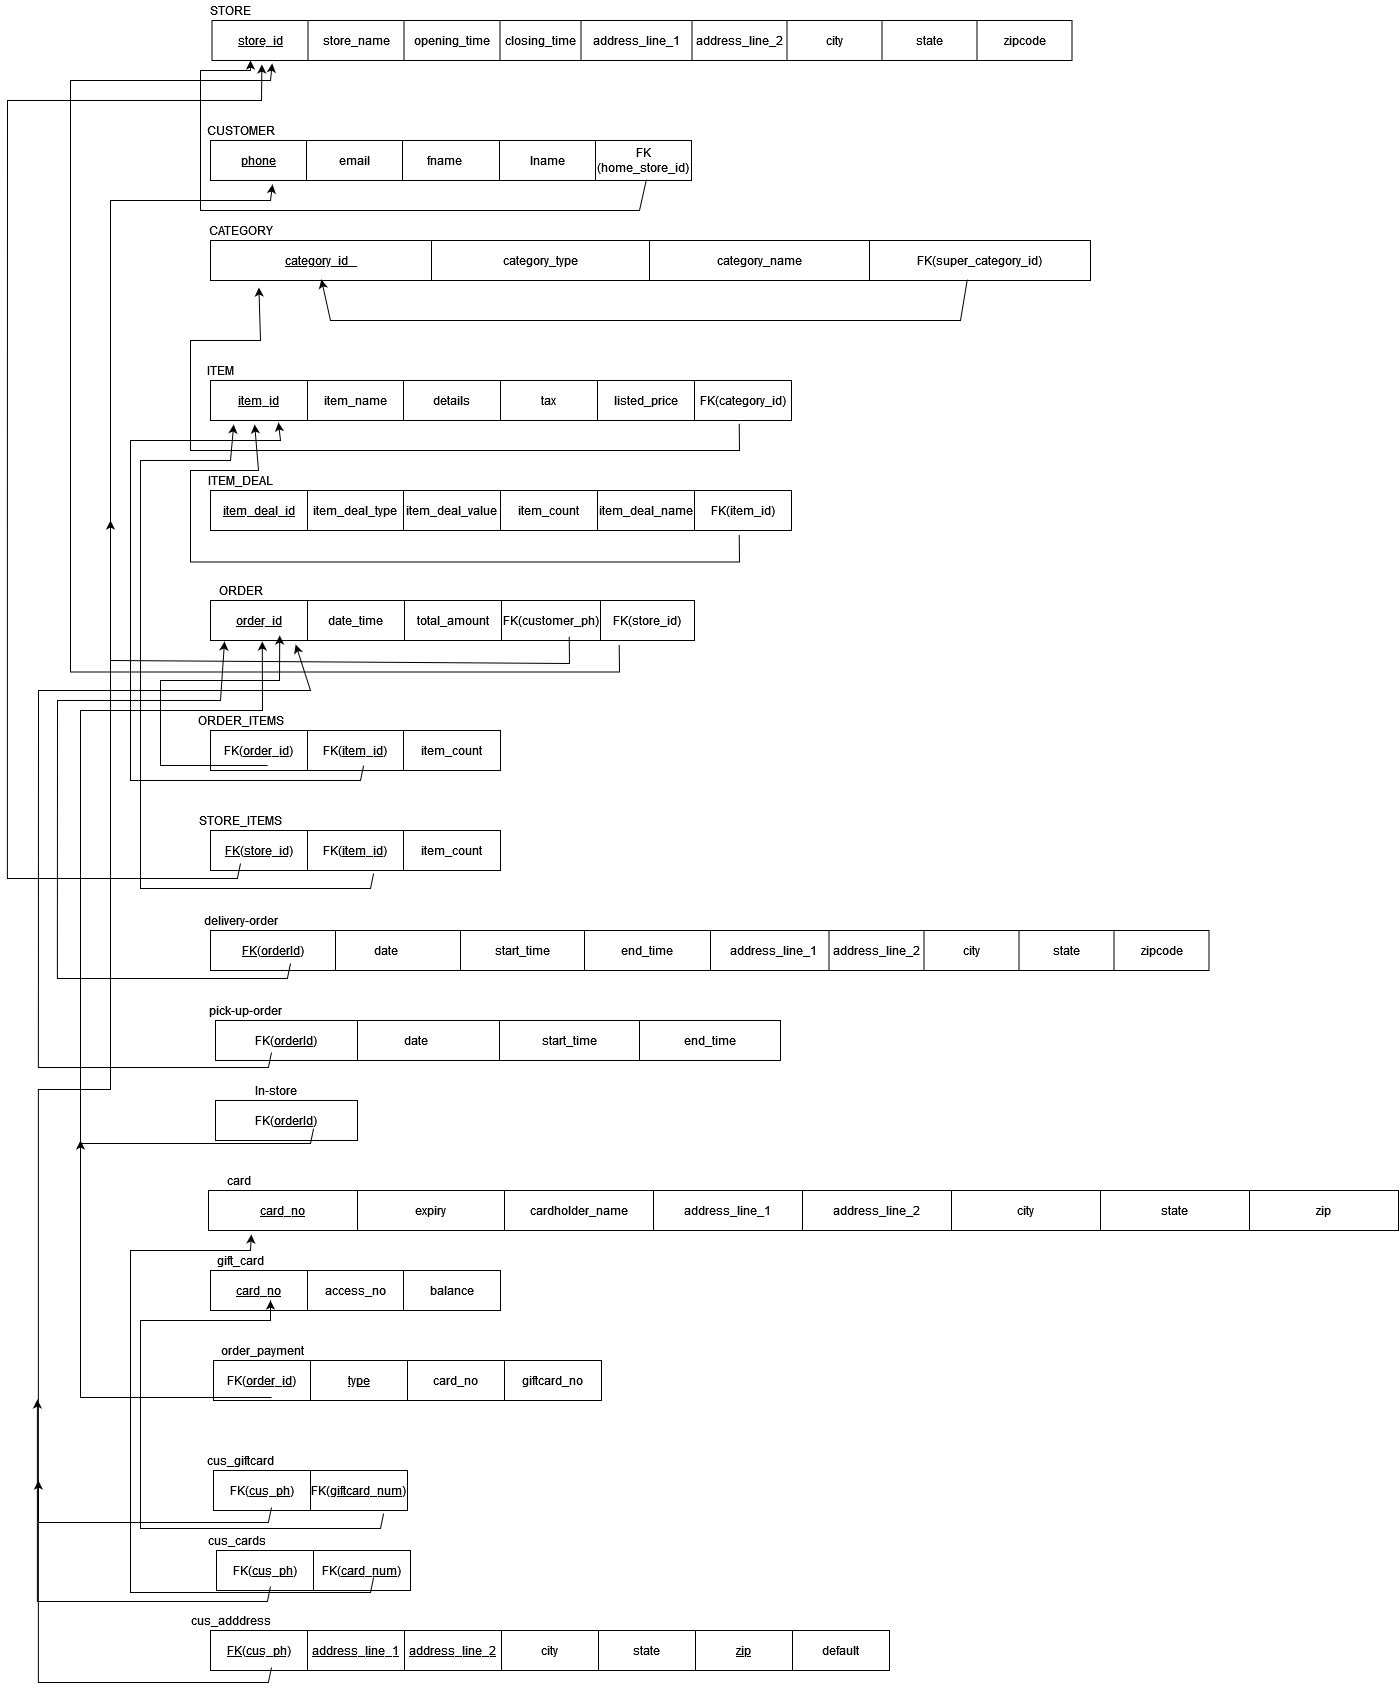 STORE
store_id store_name opening_time closing_time address_line_1 address_line_2 city state zipcode
CUSTOMER
phone email fname lname FK
(home_store_id)
CATEGORY
category_id category_type category_name FK(super_category_id)
ITEM
item_id item_name details tax listed_price FK(category_id)
ITEM_DEAL
item_deal_id item_deal_type item_deal_value item_count item_deal_name FK(item_id)
ORDER
order_id date_time total_amount FK(customer_ph) FK(store_id)
ORDER_ITEMS
FK(order_id) FK(item_id) item_count
STORE_ITEMS
FK(store_id) FK(item_id) item_count
delivery-order
FK(orderId) date start_time end_time address_line_1 address_line_2 city state zipcode
pick-up-order
FK(orderId) date start_time end_time
In-store
FK(orderId)
card
card_no expiry cardholder_name address_line_1 address_line_2 city state zip
gift_card
card_no access_no balance
order_payment
FK(order_id) type card_no giftcard_no
cus_giftcard
FK(cus_ph) FK(giftcard_num)
cus_cards
FK(cus_ph) FK(card_num)
cus_adddress
FK(cus_ph) address_line_1 address_line_2 city state zip default